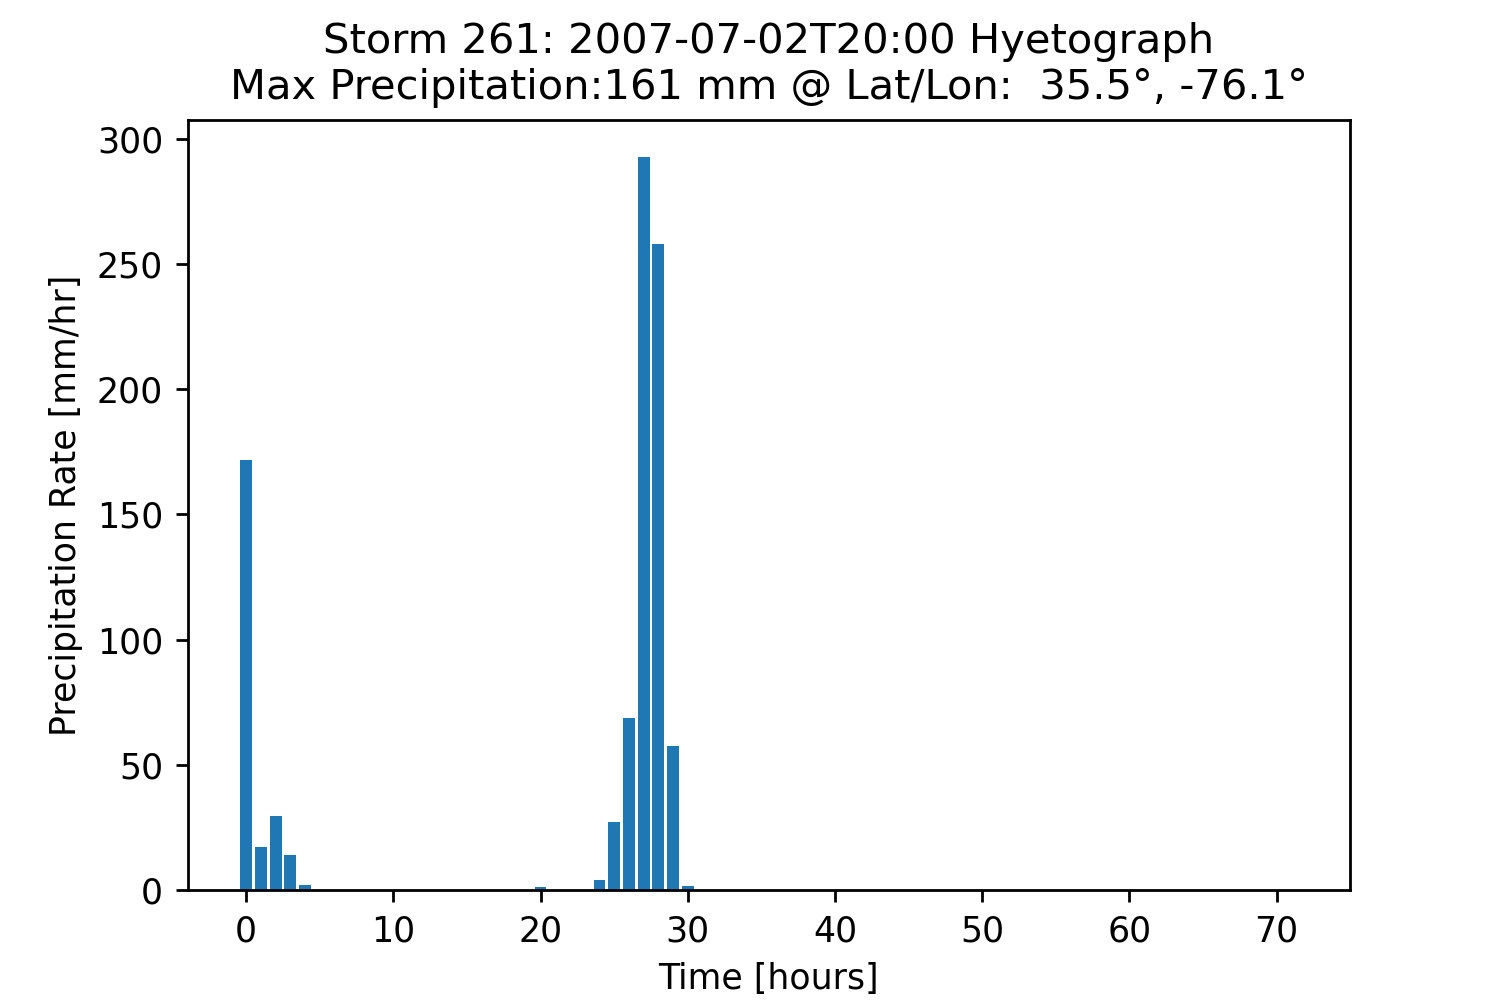 Storm 261: 2007-07-02T20:00 Hyetograph
Max Precipitation:161 mm @ Lat/Lon:  35.5°, -76.1°
300
250
200
150
100
50
0
Precipitation Rate [mm/hr]
0 10 20 30 40 50 60 70
Time [hours]